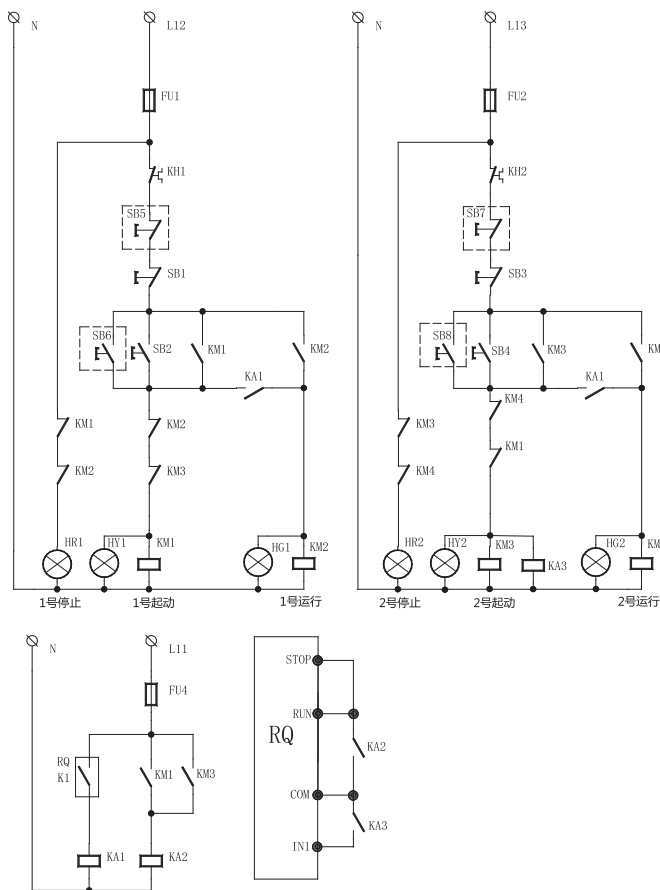 N
L12
N
L13
FU1
FU2
KH1
KH2
SB5
SB7
SB1
SB3
SB6
SB2
KM1
KM2
SB8
SB4
KM3
KM
KA1
KA1
KM1
KM2
KM3
KM4
KM2
KM3
KM4
KM1
HR1
HY1
KM1
HG1
KM2
HR2
HY2
KM3
KA3
HG2
KM
1号停止
1号起动
1号运行
2号停止
2号起动
2号运行
N
L11
FU4
RQ
K1
KM1
KM3
KA1
KA2
STOP
RUN
RQ
KA2
COM
KA3
IN1